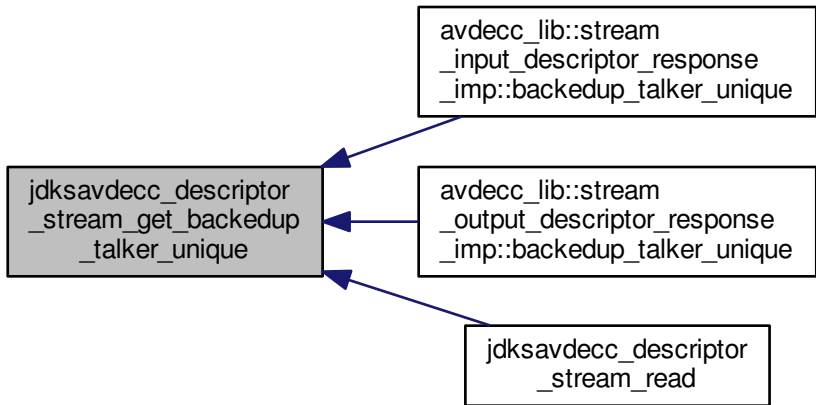 avdecc_lib::stream
_input_descriptor_response
_imp::backedup_talker_unique
jdksavdecc_descriptor
_stream_get_backedup
_talker_unique
avdecc_lib::stream
_output_descriptor_response
_imp::backedup_talker_unique
jdksavdecc_descriptor
_stream_read